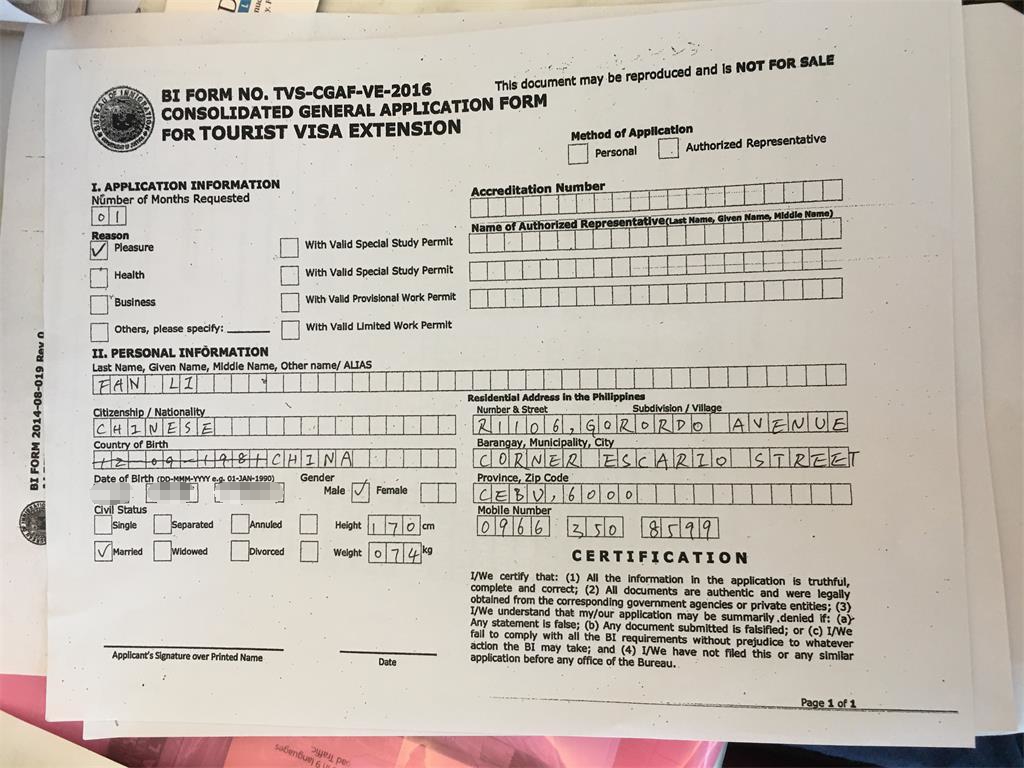 BI FORM NO. TVS-CGAF-VE-2016
CONSOLIDATED GENERAL APPLICATION FORM
FOR TOURIST VISA EXTENSION
This document may be reproduced and is NOT FOR SALE
Method of Application
Personal
Authorized Representative
I. APPLICATION INFORMATION
Number of Months Requested
01
Reason
Pleasure
Health
Business
Others, please specify:
With Valid Special Study Permit
With Valid Special Study Permit
With Valid Provisional Work Permit
With Valid Limited Work Permit
Accreditation Number
Name of Authorized Representative(Last Name, Given Name, Middle Name)
II. PERSONAL INFORMATION
Last Name, Given Name, Middle Name, Other name/ ALIAS
FAN LI
Citizenship / Nationality
CHINESE
Country of Birth
12-09-1981 CHINA
Date of Birth (DD-MMM-YYY e.g. 01-JAN-1990)
Gender
Male
Female
Civil Status
Single
Separated
Annuled
Height 170 cm
Married
Widowed
Divorced
Weight 074 kg
Residential Address in the Philippines
Number & Street
Subdivision / Village
R1106,GORORDO AVENUE
Barangay, Municipality, City
CORNER ESCARIO STREET
Province, Zip Code
CEBU,6000
Mobile Number
0966 350 8599
CERTIFICATION
I/We certify that: (1) All the information in the application is truthful,
complete and correct; (2) All documents are authentic and were legally
obtained from the corresponding government agencies or private entities; (3)
I/We understand that my/our application may be summarily denied if: (a)
Any statement is false; (b) Any document submitted is falsified; or (c) I/We
fail to comply with all the BI requirements without prejudice to whatever
action the BI may take; and (4) I/We have not filed this or any similar
application before any office of the Bureau.
Applicant's Signature over Printed Name
Date
Page 1 of 1
BI FORM 2014-08-019 Rev 0